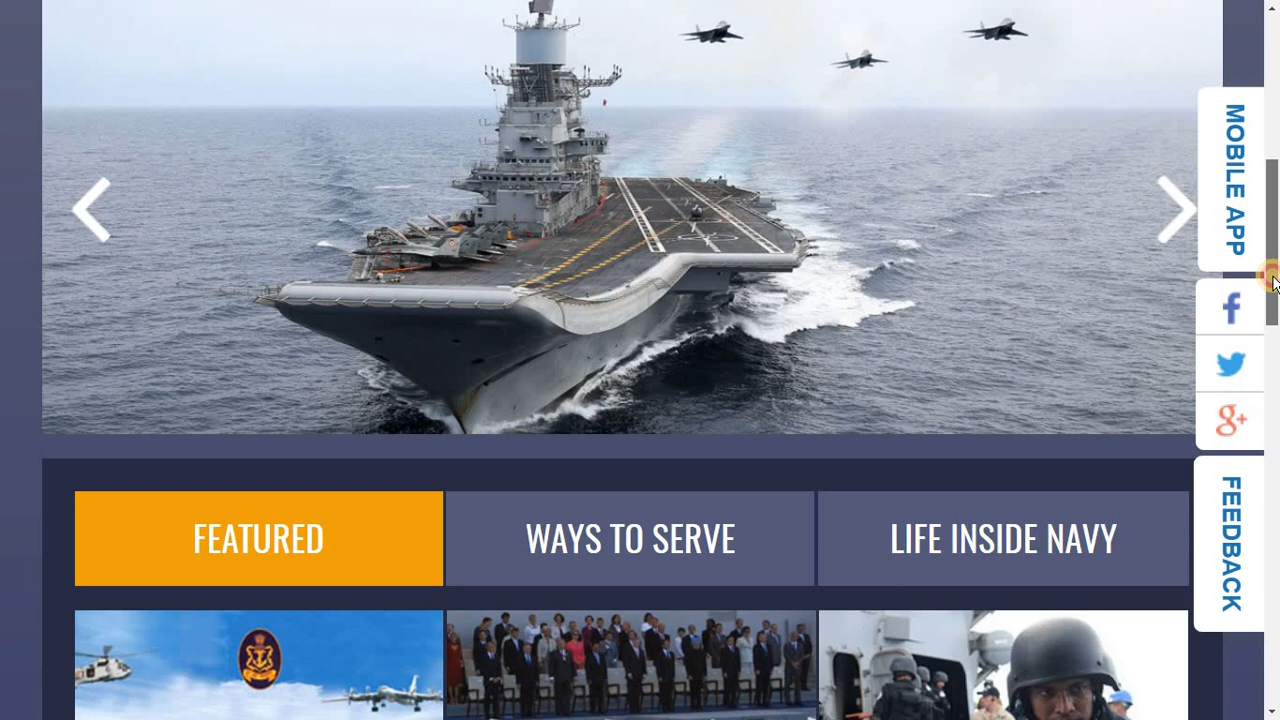 MOBILE APP
f
g+
FEATURED
WAYS TO SERVE
LIFE INSIDE NAVY
FEEDBACK